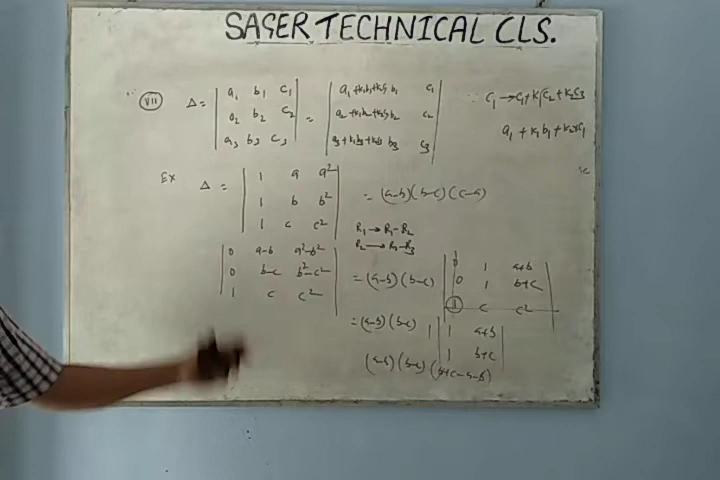 SAGER TECHNICAL CLS.
∵ (VII) Δ = | a₁ b₁ c₁ | = | a₁+k₁b₁+k₂c₁ b₁ c₁ | ∵ C₁→C₁+k₁C₂+k₂C₃
| a₂ b₂ c₂ | | a₂+k₁b₂+k₂c₂ b₂ c₂ | a₁+k₁b₁+k₂c₁
| a₃ b₃ c₃ | | a₃+k₁b₃+k₂c₃ b₃ c₃ |
Ex Δ = | 1 a a² |
| 1 b b² | = (a-b)(b-c)(c-a)
| 1 c c² | R₁→R₁-R₂
R₂→R₂-R₃
| 0 a-b a²-b² | | 0 1 a+b |
| 0 b-c b²-c² | = (a-b)(b-c) | 0 1 b+c |
| 1 c c² | | 1 c c² |
= (a-b)(b-c) 1 | 1 a+b |
| 1 b+c |
(a-b)(b-c)(b+c-a-b)